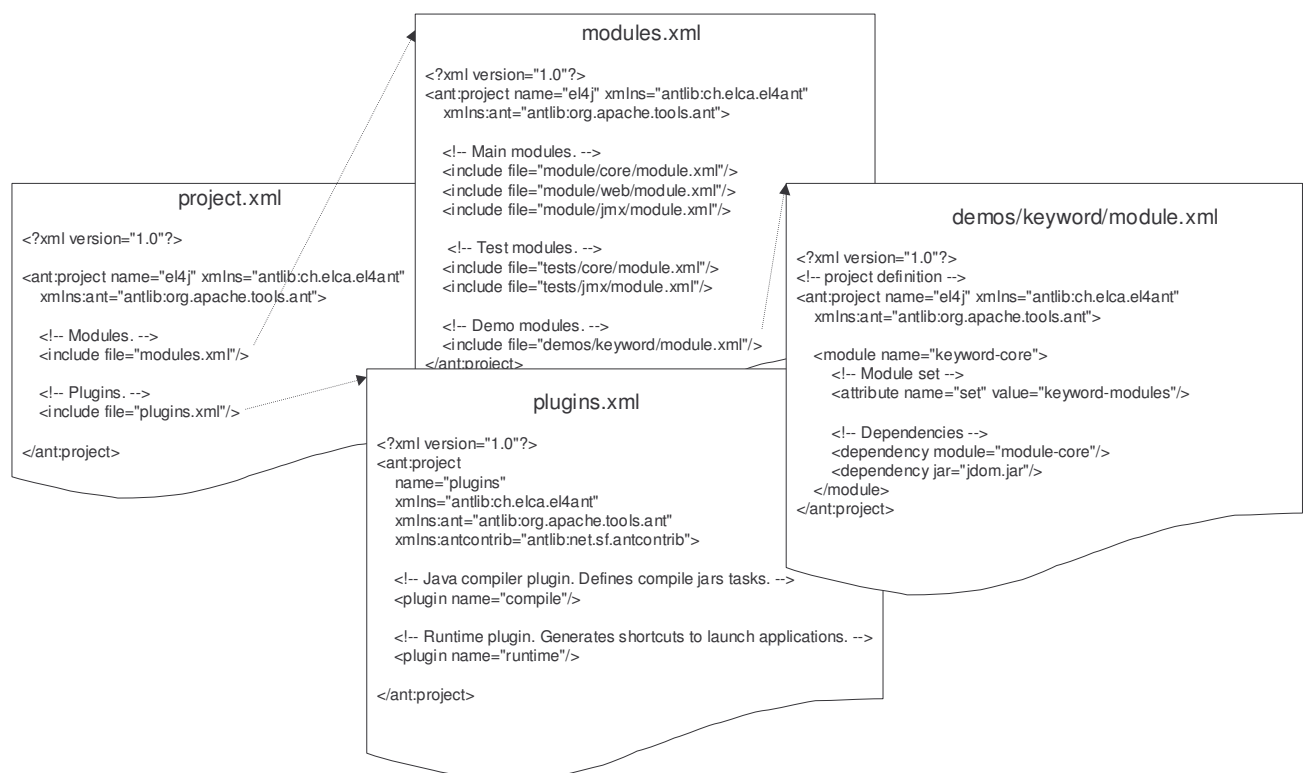 modules.xml
<?xml version="1.0"?>
<ant:project name="el4j" xmlns="antlib:ch.elca.el4ant"
xmlns:ant="antlib:org.apache.tools.ant">
<!-- Main modules. -->
<include file="module/core/module.xml"/>
<include file="module/web/module.xml"/>
<include file="module/jmx/module.xml"/>
<!-- Test modules. -->
<include file="tests/core/module.xml"/>
<include file="tests/jmx/module.xml"/>
<!-- Demo modules. -->
<include file="demos/keyword/module.xml"/>
</ant:project>
project.xml
<?xml version="1.0"?>
<ant:project name="el4j" xmlns="antlib:ch.elca.el4ant"
xmlns:ant="antlib:org.apache.tools.ant">
<!-- Modules. -->
<include file="modules.xml"/>
<!-- Plugins. -->
<include file="plugins.xml"/>
</ant:project>
demos/keyword/module.xml
<?xml version="1.0"?>
<!-- project definition -->
<ant:project name="el4j" xmlns="antlib:ch.elca.el4ant"
xmlns:ant="antlib:org.apache.tools.ant">
<module name="keyword-core">
<!-- Module set -->
<attribute name="set" value="keyword-modules"/>
<!-- Dependencies -->
<dependency module="module-core"/>
<dependency jar="jdom.jar"/>
</module>
</ant:project>
plugins.xml
<?xml version="1.0"?>
<ant:project
name="plugins"
xmlns="antlib:ch.elca.el4ant"
xmlns:ant="antlib:org.apache.tools.ant"
xmlns:antcontrib="antlib:net.sf.antcontrib">
<!-- Java compiler plugin. Defines compile jars tasks. -->
<plugin name="compile"/>
<!-- Runtime plugin. Generates shortcuts to launch applications. -->
<plugin name="runtime"/>
</ant:project>